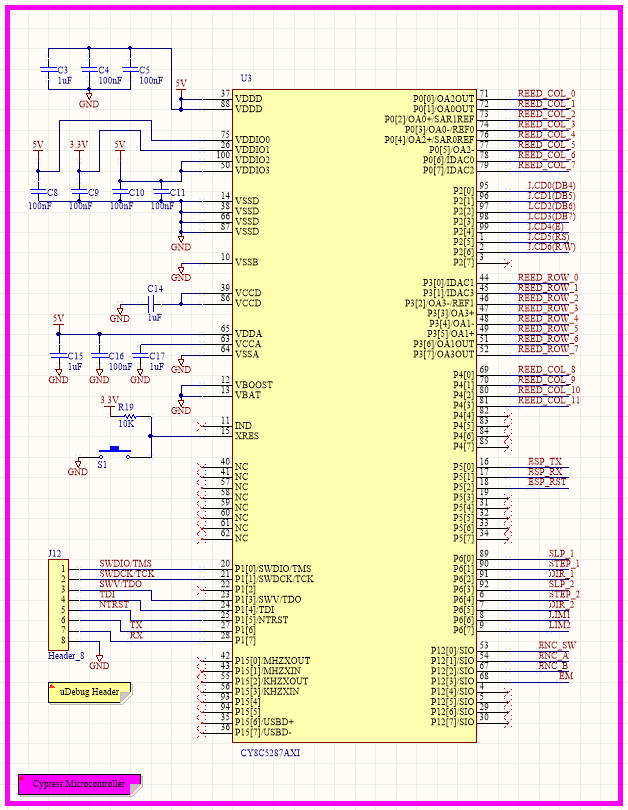 U3
C3
1uF
C4
100nF
C5
100nF
GND
5V
37
88
VDDD
VDDD
5V
3.3V
5V
75
26
100
50
VDDIO0
VDDIO1
VDDIO2
VDDIO3
C8
100nF
C9
100nF
C10
100nF
C11
100nF
14
38
66
87
VSSD
VSSD
VSSD
VSSD
GND
10
VSSB
GND
C14
1uF
GND
39
86
VCCD
VCCD
5V
65
63
64
VDDA
VCCA
VSSA
C15
1uF
C16
100nF
C17
1uF
GND
GND
GND
GND
12
13
VBOOST
VBAT
GND
3.3V
R19
10K
11
15
IND
XRES
S1
GND
40 NC
41 NC
57 NC
58 NC
59 NC
60 NC
61 NC
62 NC
J12
1 SWDIO/TMS 20 P1[0]/SWDIO/TMS
2 SWDCK/TCK 21 P1[1]/SWDCK/TCK
3 SWV/TDO 22 P1[2]
4 TDI 23 P1[3]/SWV/TDO
5 NTRST 24 P1[4]/TDI
6 TX 25 P1[5]/NTRST
7 RX 27 P1[6]
8 28 P1[7]
Header_8
GND
uDebug Header
42 P15[0]/MHZXOUT
43 P15[1]/MHZXIN
55 P15[2]/KHZXOUT
56 P15[3]/KHZXIN
93 P15[4]
94 P15[5]
35 P15[6]/USBD+
36 P15[7]/USBD-
P0[0]/OA2OUT 71 REED_COL_0
P0[1]/OA0OUT 72 REED_COL_1
P0[2]/OA0+/SAR1REF 73 REED_COL_2
P0[3]/OA0-/REF0 74 REED_COL_3
P0[4]/OA2+/SAR0REF 76 REED_COL_4
P0[5]/OA2- 77 REED_COL_5
P0[6]/IDAC0 78 REED_COL_6
P0[7]/IDAC2 79 REED_COL_7
P2[0] 95 LCD0(DB4)
P2[1] 96 LCD1(DB5)
P2[2] 97 LCD2(DB6)
P2[3] 98 LCD3(DB7)
P2[4] 99 LCD4(E)
P2[5] 1 LCD5(RS)
P2[6] 2 LCD6(R/W)
P2[7] 3
P3[0]/IDAC1 44 REED_ROW_0
P3[1]/IDAC3 45 REED_ROW_1
P3[2]/OA3-/REF1 46 REED_ROW_2
P3[3]/OA3+ 47 REED_ROW_3
P3[4]/OA1- 48 REED_ROW_4
P3[5]/OA1+ 49 REED_ROW_5
P3[6]/OA1OUT 51 REED_ROW_6
P3[7]/OA3OUT 52 REED_ROW_7
P4[0] 69 REED_COL_8
P4[1] 70 REED_COL_9
P4[2] 80 REED_COL_10
P4[3] 81 REED_COL_11
P4[4] 82
P4[5] 83
P4[6] 84
P4[7] 85
P5[0] 16 ESP_TX
P5[1] 17 ESP_RX
P5[2] 18 ESP_RST
P5[3] 19
P5[4] 31
P5[5] 32
P5[6] 33
P5[7] 34
P6[0] 89 SLP_1
P6[1] 90 STEP_1
P6[2] 91 DIR_1
P6[3] 92 SLP_2
P6[4] 6 STEP_2
P6[5] 7 DIR_2
P6[6] 8 LIM1
P6[7] 9 LIM2
P12[0]/SIO 53 ENC_SW
P12[1]/SIO 54 ENC_A
P12[2]/SIO 67 ENC_B
P12[3]/SIO 68 EM
P12[4]/SIO 4
P12[5]/SIO 5
P12[6]/SIO 29
P12[7]/SIO 30
CY8C5287AXI
Cypress Microcontroller